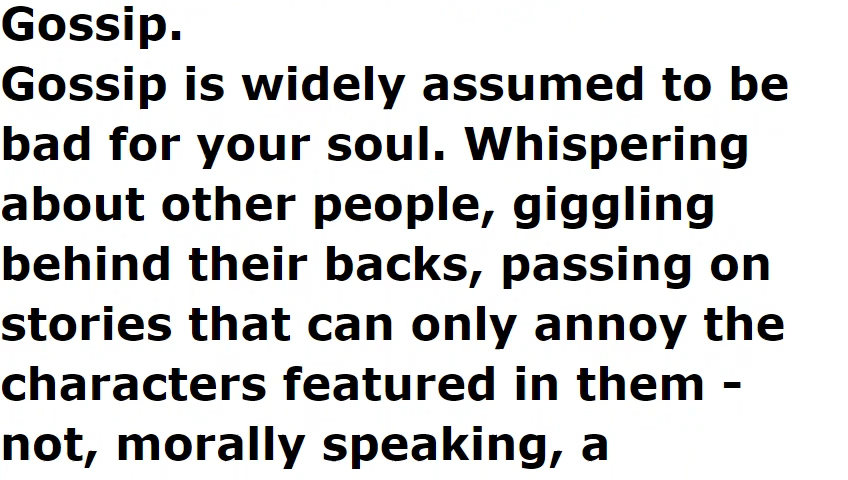 Gossip.
Gossip is widely assumed to be
bad for your soul. Whispering
about other people, giggling
behind their backs, passing on
stories that can only annoy the
characters featured in them -
not, morally speaking, a